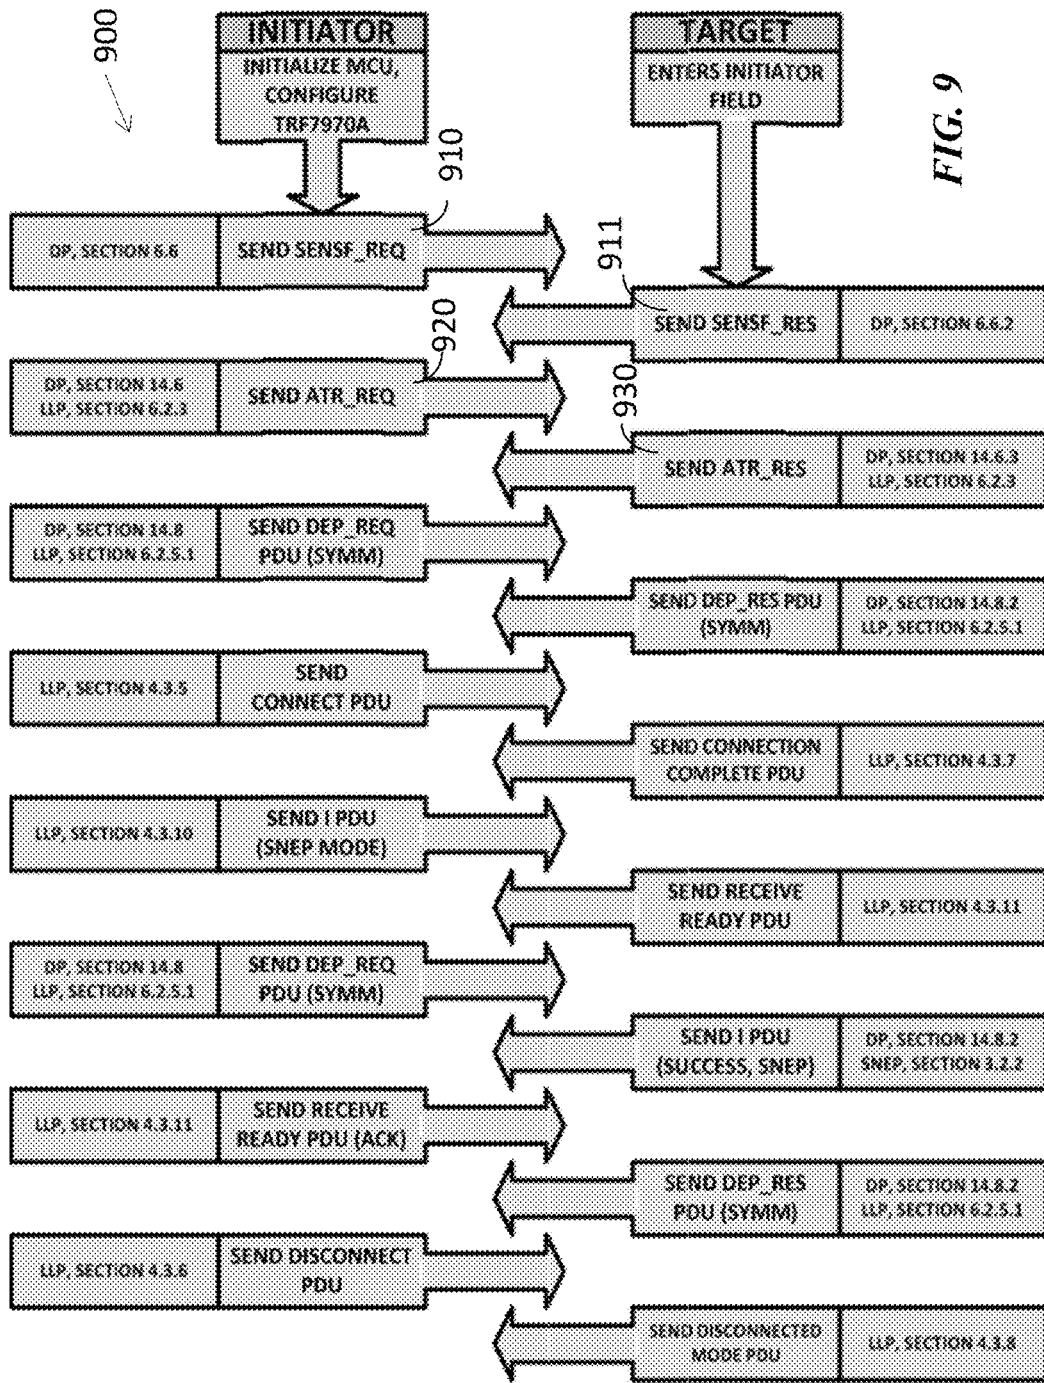 900
INITIATOR
INITIALIZE MCU,
CONFIGURE
TRF7970A
TARGET
ENTERS INITIATOR
FIELD
FIG. 9
DP, SECTION 6.6
SEND SENSF_REQ
910
911
SEND SENSF_RES
DP, SECTION 6.6.2
DP, SECTION 14.6
LLP, SECTION 6.2.3
SEND ATR_REQ
920
930
SEND ATR_RES
DP, SECTION 14.6.3
LLP, SECTION 6.2.3
DP, SECTION 14.8
LLP, SECTION 6.2.5.1
SEND DEP_REQ
PDU (SYMM)
SEND DEP_RES PDU
(SYMM)
DP, SECTION 14.8.2
LLP, SECTION 6.2.5.1
LLP, SECTION 4.3.5
SEND
CONNECT PDU
SEND CONNECTION
COMPLETE PDU
LLP, SECTION 4.3.7
LLP, SECTION 4.3.10
SEND I PDU
(SNEP MODE)
SEND RECEIVE
READY PDU
LLP, SECTION 4.3.11
DP, SECTION 14.8
LLP, SECTION 6.2.5.1
SEND DEP_REQ
PDU (SYMM)
SEND I PDU
(SUCCESS, SNEP)
DP, SECTION 14.8.2
SNEP, SECTION 3.2.2
LLP, SECTION 4.3.11
SEND RECEIVE
READY PDU (ACK)
SEND DEP_RES
PDU (SYMM)
DP, SECTION 14.8.2
LLP, SECTION 6.2.5.1
LLP, SECTION 4.3.6
SEND DISCONNECT
PDU
SEND DISCONNECTED
MODE PDU
LLP, SECTION 4.3.8